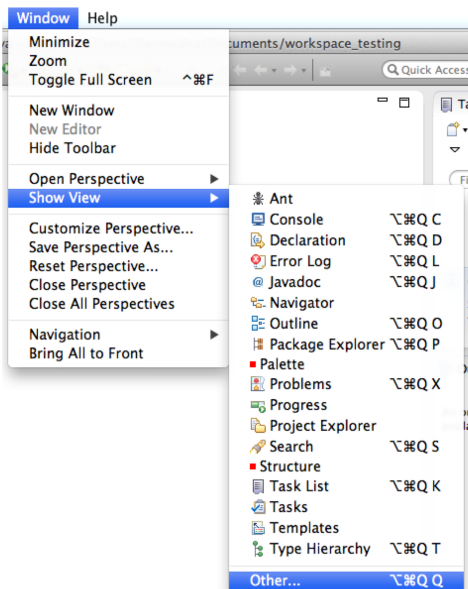 Window Help
cuments/workspace_testing
Minimize
Zoom
Toggle Full Screen ^⌘F
Quick Access
New Window
New Editor
Hide Toolbar
Open Perspective ▶
Show View ▶
Customize Perspective...
Save Perspective As...
Reset Perspective...
Close Perspective
Close All Perspectives
Navigation ▶
Bring All to Front
Ant
Console ⌥⌘Q C
Declaration ⌥⌘Q D
Error Log ⌥⌘Q L
@ Javadoc ⌥⌘Q J
Navigator
Outline ⌥⌘Q O
Package Explorer ⌥⌘Q P
Palette
Problems ⌥⌘Q X
Progress
Project Explorer
Search ⌥⌘Q S
Structure
Task List ⌥⌘Q K
Tasks
Templates
Type Hierarchy ⌥⌘Q T
Other... ⌥⌘Q Q